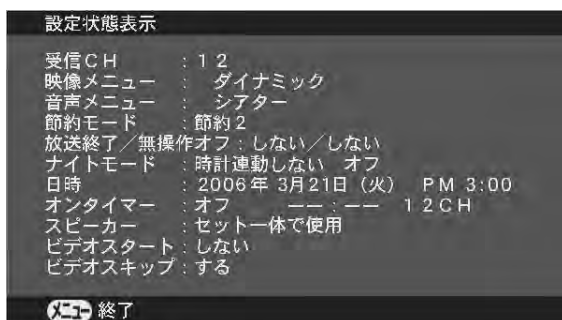 設定状態表示
受信CH : 12
映像メニュー : ダイナミック
音声メニュー : シアター
節約モード : 節約2
放送終了／無操作オフ : しない／しない
ナイトモード : 時計連動しない オフ
日時 : 2006年 3月21日（火） PM 3:00
オンタイマー : オフ ーー : ーー 12CH
スピーカー : セット一体で使用
ビデオスタート : しない
ビデオスキップ : する
メニュー 終了